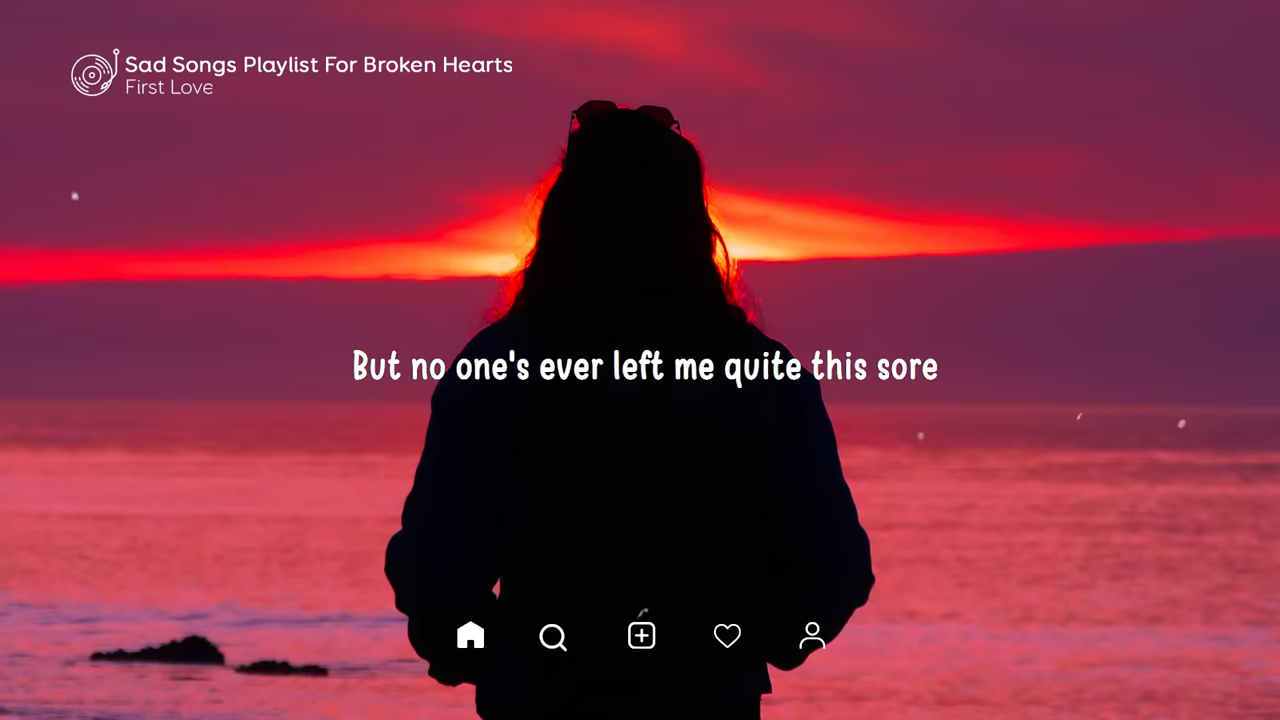 Sad Songs Playlist For Broken Hearts
First Love
But no one's ever left me quite this sore